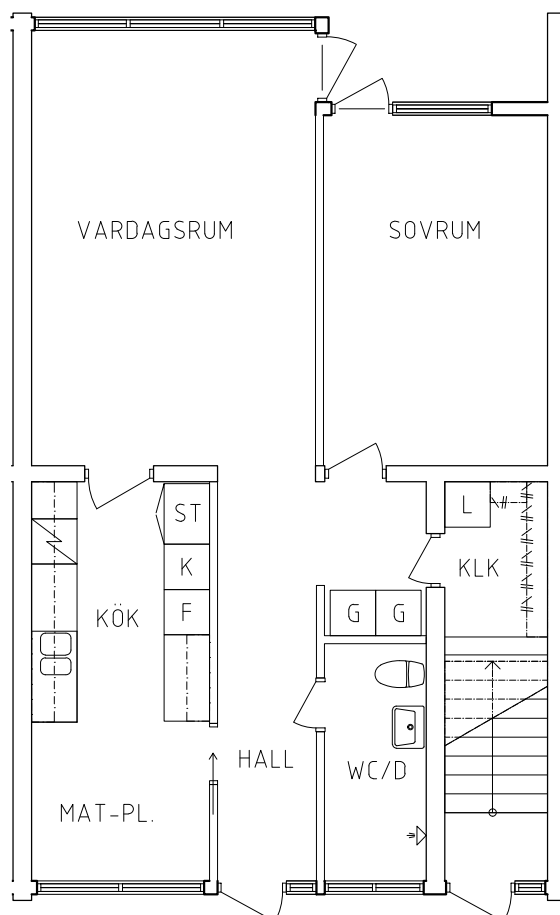 VARDAGSRUM
SOVRUM
ST
L
K
KLK
KÖK
F
G G
HALL
WC/D
MAT-PL.